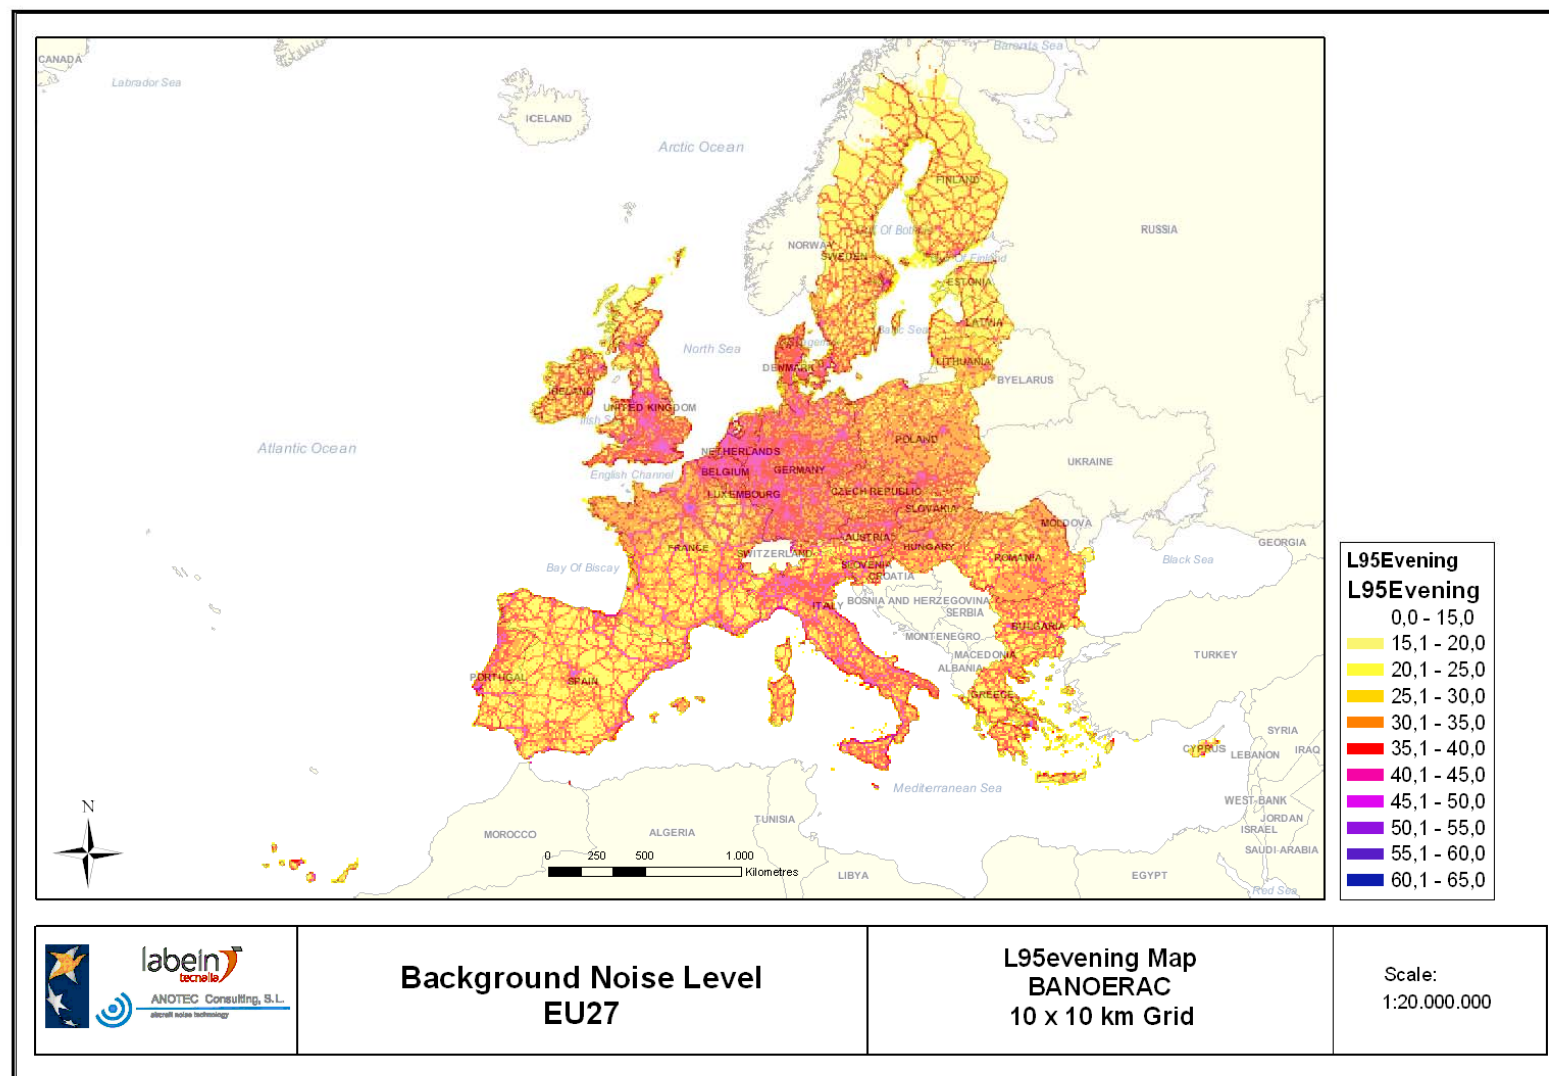 CANADA
Labrador Sea
ICELAND
Barents Sea
Arctic Ocean
RUSSIA
FINLAND
NORWAY
SWEDEN
Of Finland
ESTONIA
LATVIA
Baltic Sea
LITHUANIA
North Sea
DENMARK
BYELARUS
IRELAND
UNITED KINGDOM
Irish
Atlantic Ocean
NETHERLANDS
POLAND
English Channel
BELGIUM
GERMANY
UKRAINE
LUXEMBOURG
CZECH REPUBLIC
SLOVAKIA
MOLDOVA
FRANCE
SWITZERLAND
AUSTRIA
HUNGARY
ROMANIA
GEORGIA
Bay Of Biscay
SLOVENIA
CROATIA
Black Sea
ITALY
BOSNIA AND HERZEGOVINA
SERBIA
BULGARIA
MONTENEGRO
MACEDONIA
ALBANIA
TURKEY
PORTUGAL
SPAIN
GREECE
CYPRUS
SYRIA
LEBANON
IRAQ
Mediterranean Sea
WEST-BANK
JORDAN
ISRAEL
SAUDI-ARABIA
MOROCCO
ALGERIA
TUNISIA
LIBYA
EGYPT
Red Sea
N
0 250 500 1.000
Kilometres
L95Evening
L95Evening
0,0 - 15,0
15,1 - 20,0
20,1 - 25,0
25,1 - 30,0
30,1 - 35,0
35,1 - 40,0
40,1 - 45,0
45,1 - 50,0
50,1 - 55,0
55,1 - 60,0
60,1 - 65,0
labein
tecnalia
ANOTEC Consulting, S.L.
aircraft noise technology
Background Noise Level
EU27
L95evening Map
BANOERAC
10 x 10 km Grid
Scale:
1:20.000.000